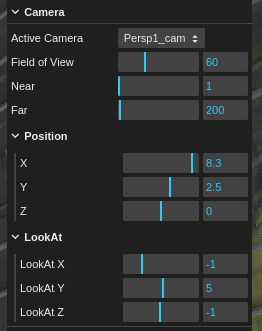 Camera
Active Camera Persp1_cam
Field of View 60
Near 1
Far 200
Position
X 8.3
Y 2.5
Z 0
LookAt
LookAt X -1
LookAt Y 5
LookAt Z -1